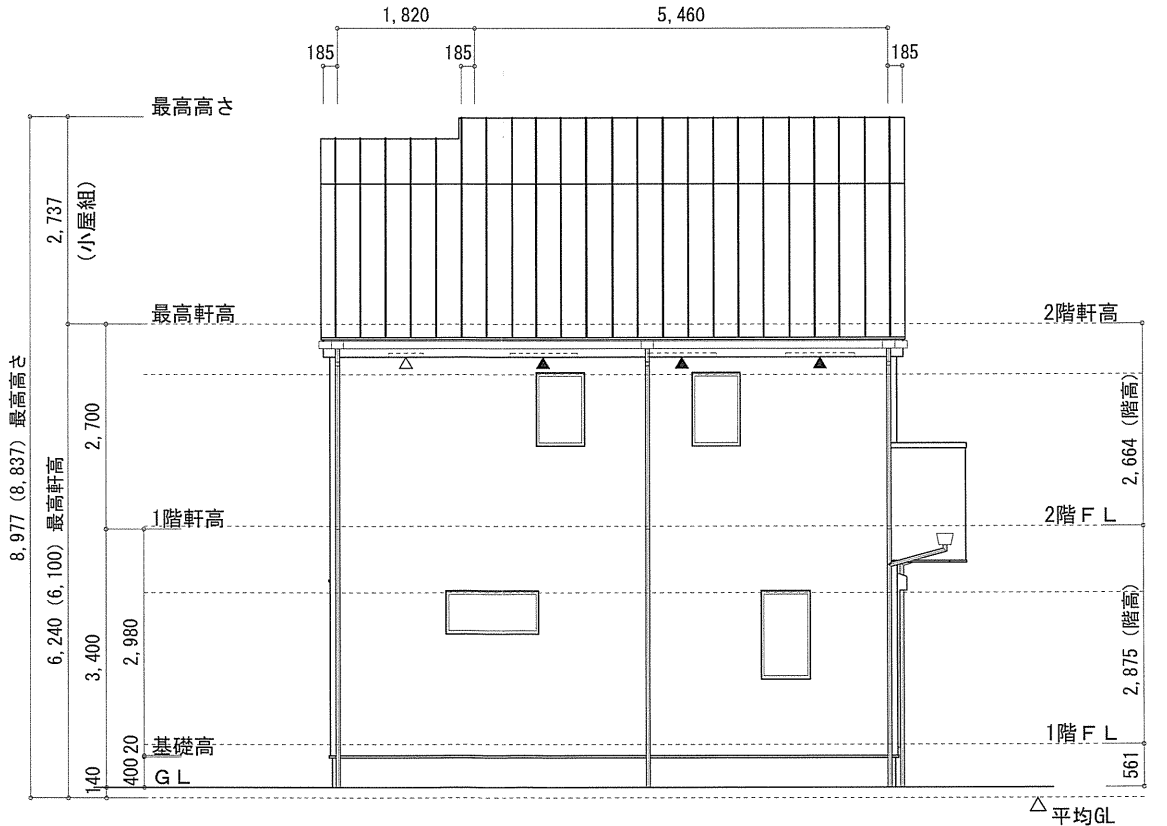 1,820
5,460
185
185
185
最高高さ
2,737
(小屋組)
最高軒高
2階軒高
8,977 (8,837) 最高高さ
6,240 (6,100) 最高軒高
2,700
2,664 (階高)
1階軒高
2階ＦＬ
3,400
2,980
2,875 (階高)
基礎高
1階ＦＬ
20
400
140
ＧＬ
561
平均GL